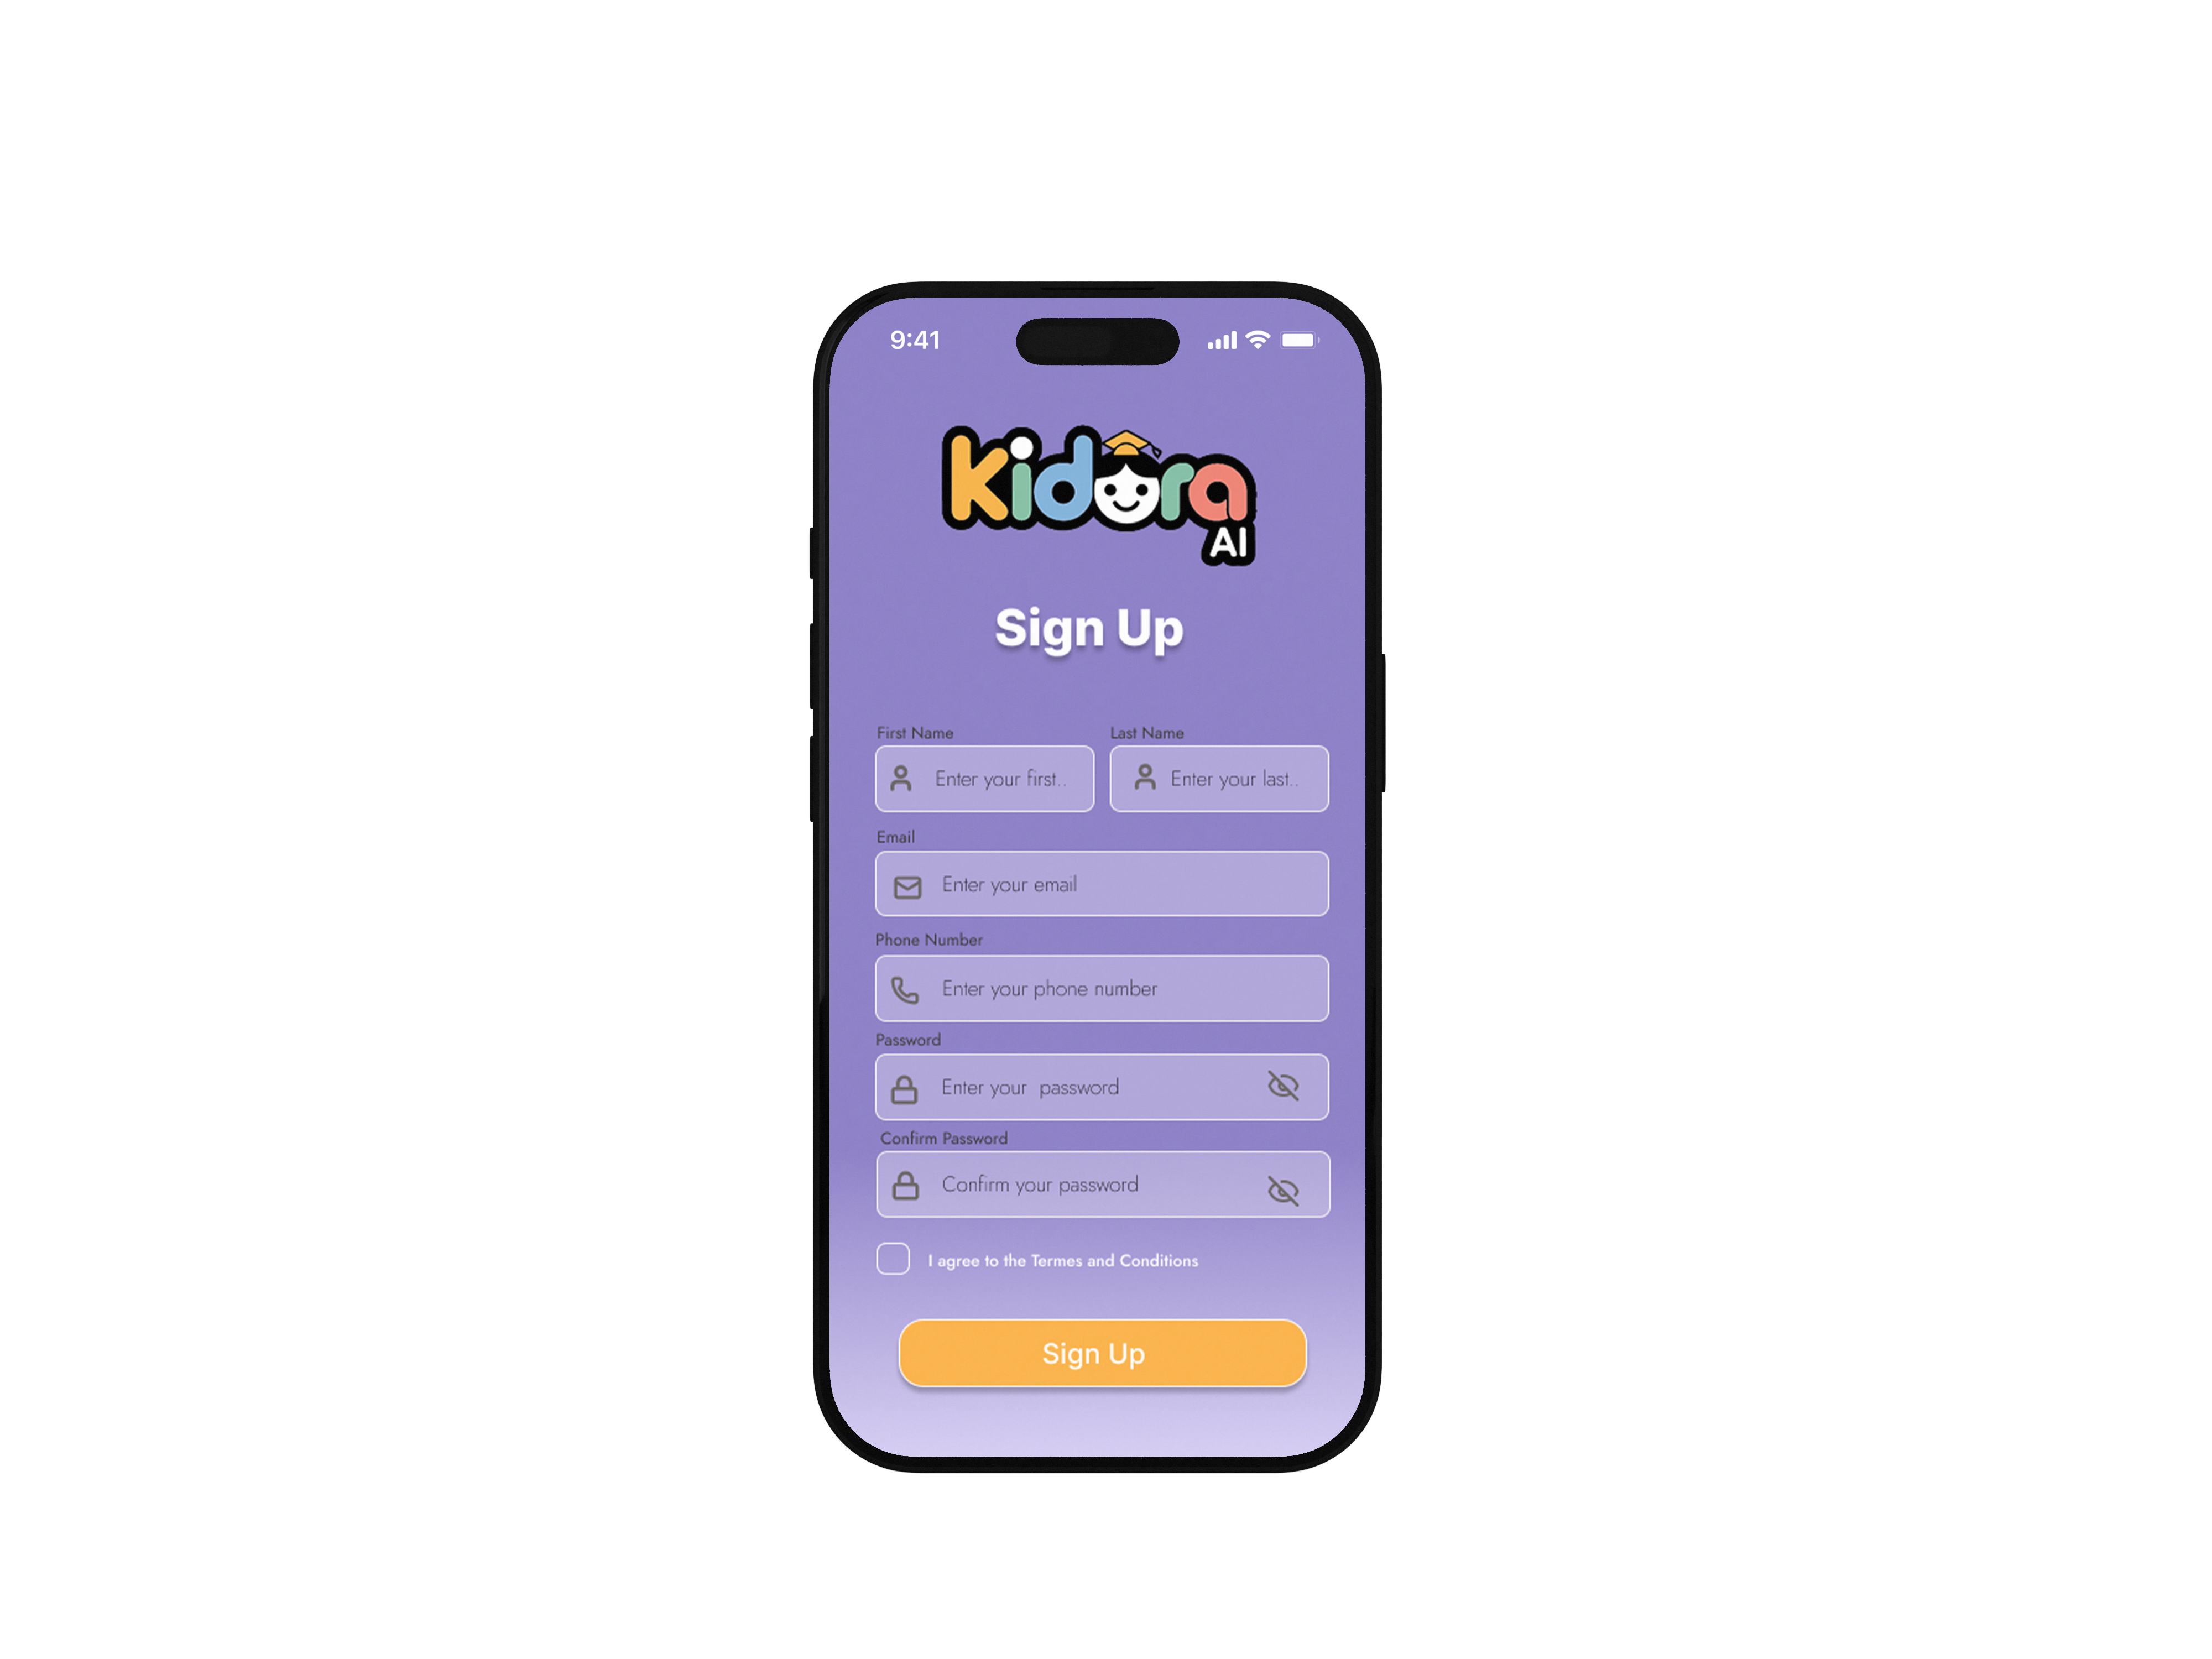 9:41
Kidora
AI
Sign Up
First Name Last Name
Enter your first.. Enter your last..
Email
Enter your email
Phone Number
Enter your phone number
Password
Enter your  password
Confirm Password
Confirm your password
I agree to the Termes and Conditions
Sign Up